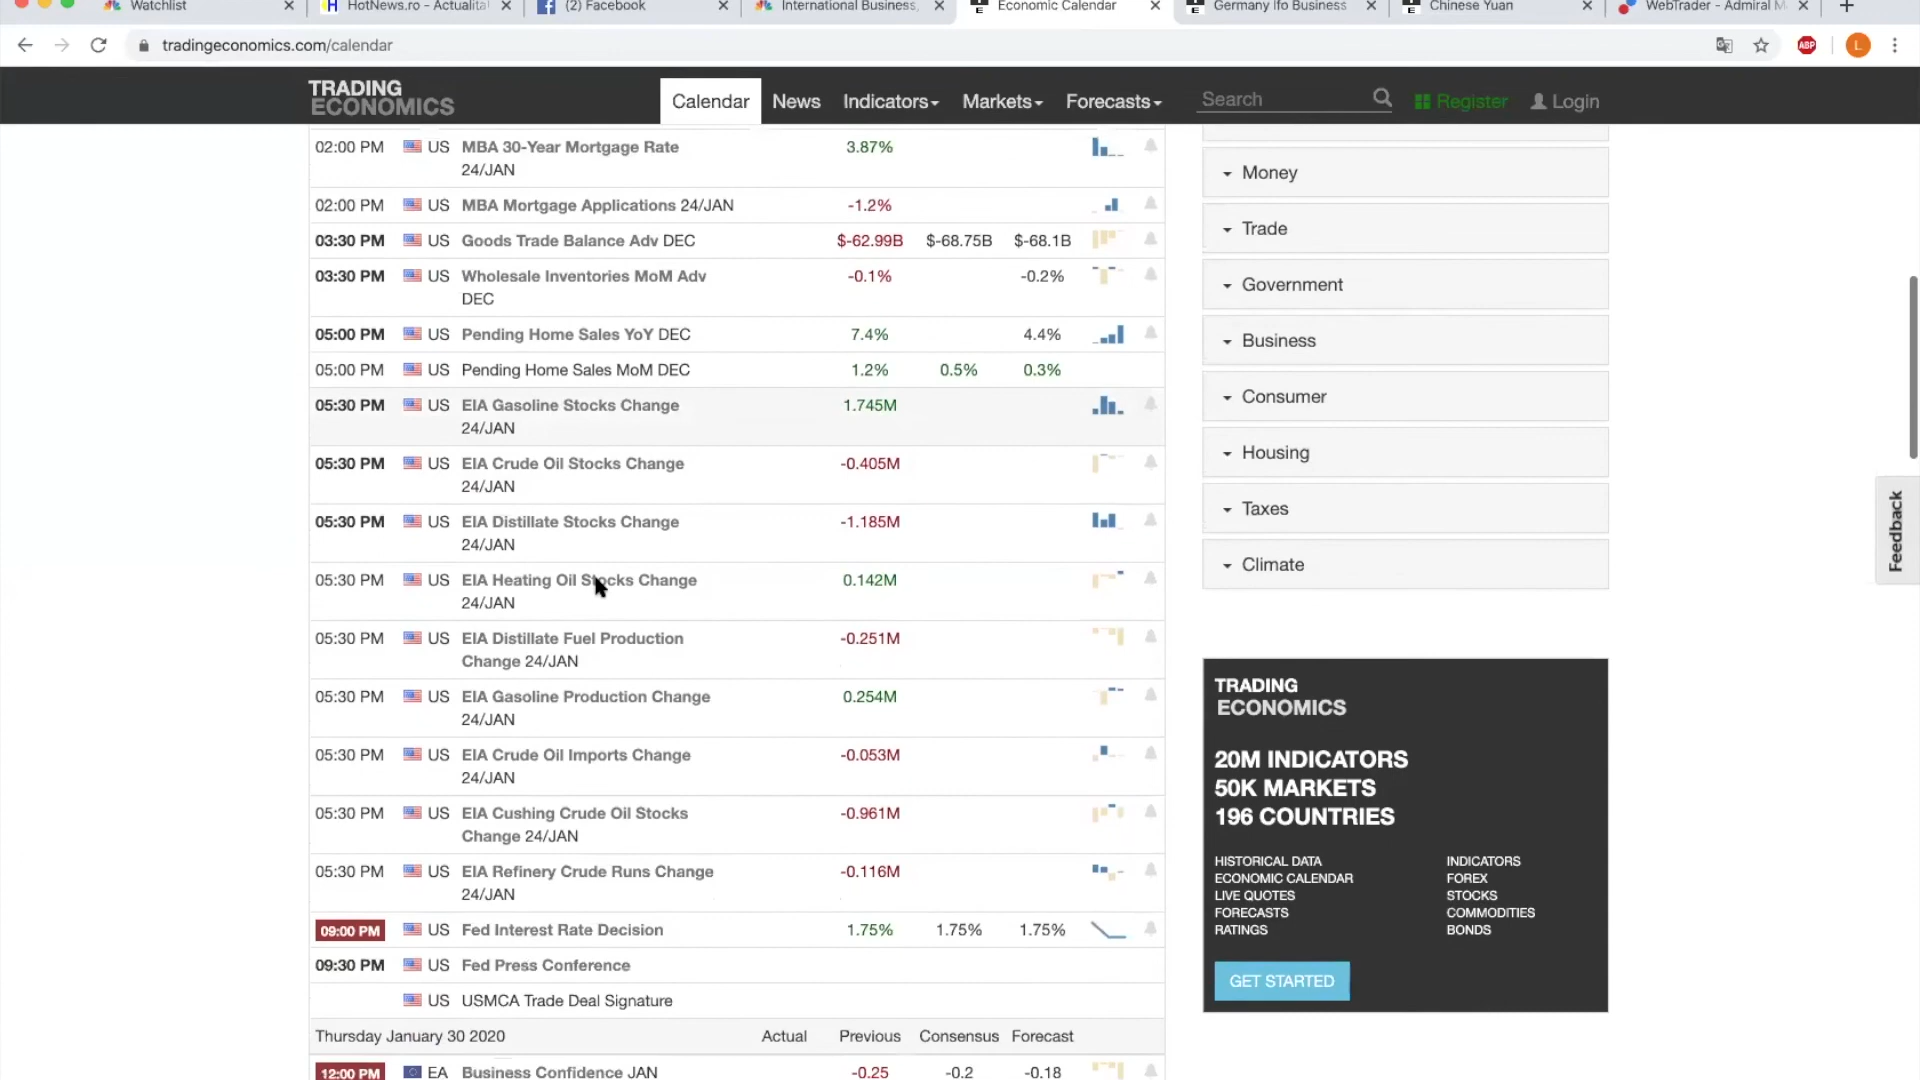 Watchlist
HotNews.ro - Actualita
(2) Facebook
International Business,
Economic Calendar
Germany Ifo Business
Chinese Yuan
WebTrader - Admiral M
tradingeconomics.com/calendar
ABP
L
TRADING
ECONOMICS
Calendar
News
Indicators
Markets
Forecasts
Search
Register
Login
02:00 PM US MBA 30-Year Mortgage Rate 3.87%
24/JAN
02:00 PM US MBA Mortgage Applications 24/JAN -1.2%
03:30 PM US Goods Trade Balance Adv DEC $-62.99B $-68.75B $-68.1B
03:30 PM US Wholesale Inventories MoM Adv -0.1% -0.2%
DEC
05:00 PM US Pending Home Sales YoY DEC 7.4% 4.4%
05:00 PM US Pending Home Sales MoM DEC 1.2% 0.5% 0.3%
05:30 PM US EIA Gasoline Stocks Change 1.745M
24/JAN
05:30 PM US EIA Crude Oil Stocks Change -0.405M
24/JAN
05:30 PM US EIA Distillate Stocks Change -1.185M
24/JAN
05:30 PM US EIA Heating Oil Stocks Change 0.142M
24/JAN
05:30 PM US EIA Distillate Fuel Production -0.251M
Change 24/JAN
05:30 PM US EIA Gasoline Production Change 0.254M
24/JAN
05:30 PM US EIA Crude Oil Imports Change -0.053M
24/JAN
05:30 PM US EIA Cushing Crude Oil Stocks -0.961M
Change 24/JAN
05:30 PM US EIA Refinery Crude Runs Change -0.116M
24/JAN
09:00 PM US Fed Interest Rate Decision 1.75% 1.75% 1.75%
09:30 PM US Fed Press Conference
US USMCA Trade Deal Signature
Thursday January 30 2020 Actual Previous Consensus Forecast
12:00 PM EA Business Confidence JAN -0.25 -0.2 -0.18
Money
Trade
Government
Business
Consumer
Housing
Taxes
Climate
Feedback
TRADING
ECONOMICS
20M INDICATORS
50K MARKETS
196 COUNTRIES
HISTORICAL DATA INDICATORS
ECONOMIC CALENDAR FOREX
LIVE QUOTES STOCKS
FORECASTS COMMODITIES
RATINGS BONDS
GET STARTED